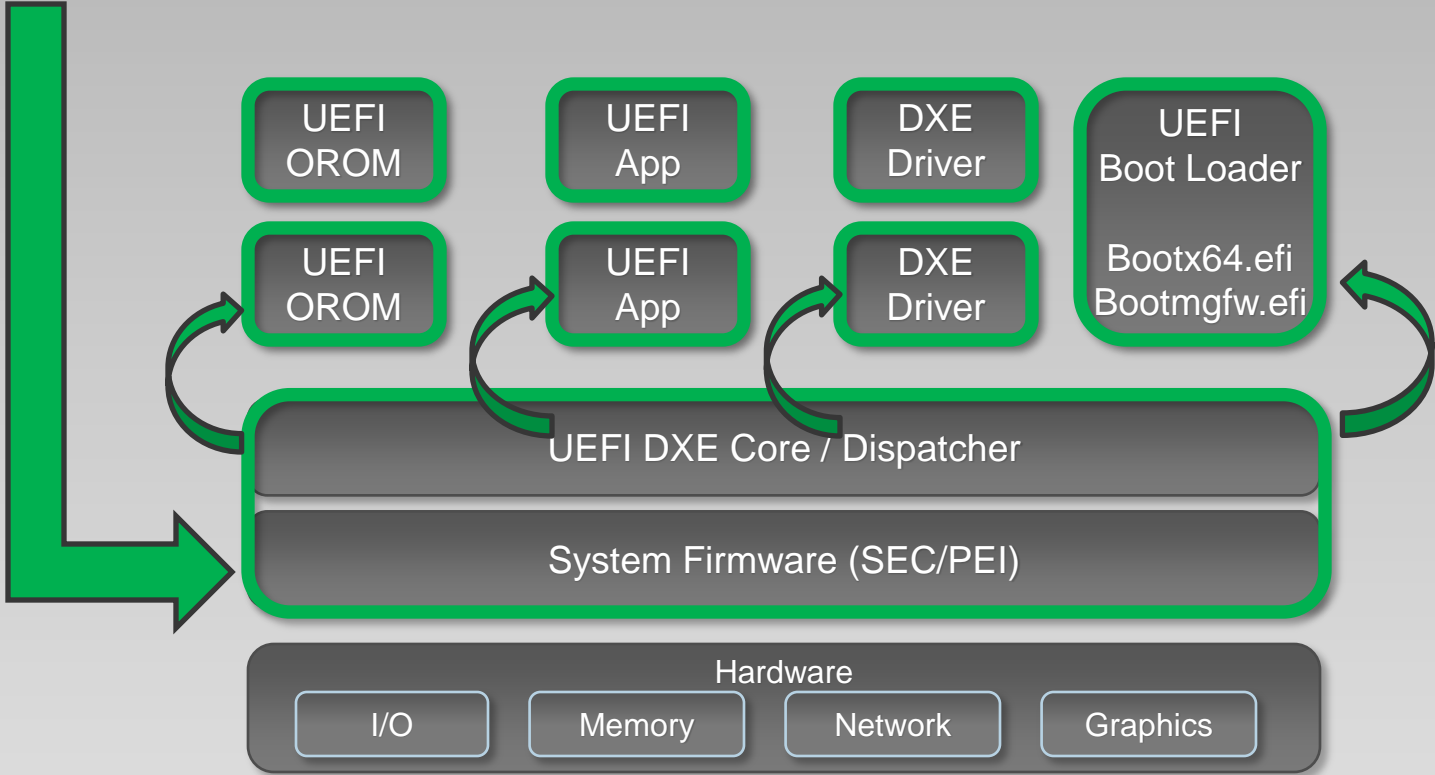 UEFI
OROM
UEFI
App
DXE
Driver
UEFI
Boot Loader
Bootx64.efi
Bootmgfw.efi
UEFI
OROM
UEFI
App
DXE
Driver
UEFI DXE Core / Dispatcher
System Firmware (SEC/PEI)
Hardware
I/O
Memory
Network
Graphics